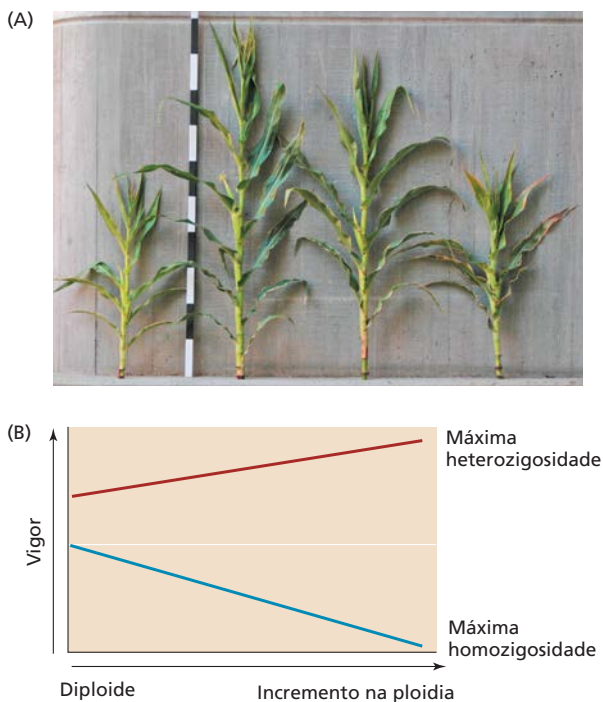 (A)
(B)
Vigor
Máxima
heterozigosidade
Máxima
homozigosidade
Diploide
Incremento na ploidia